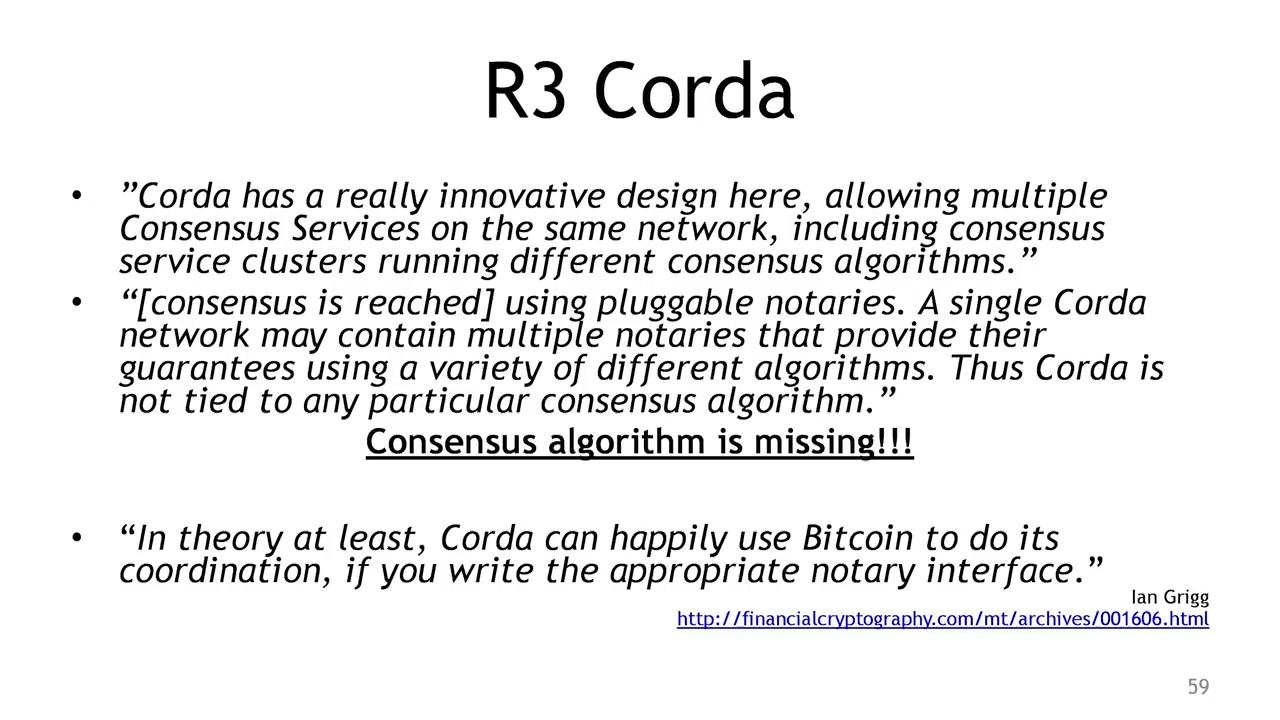 R3 Corda
• ”Corda has a really innovative design here, allowing multiple
Consensus Services on the same network, including consensus
service clusters running different consensus algorithms.”
• “[consensus is reached] using pluggable notaries. A single Corda
network may contain multiple notaries that provide their
guarantees using a variety of different algorithms. Thus Corda is
not tied to any particular consensus algorithm.”
Consensus algorithm is missing!!!
• “In theory at least, Corda can happily use Bitcoin to do its
coordination, if you write the appropriate notary interface.”
Ian Grigg
http://financialcryptography.com/mt/archives/001606.html
59